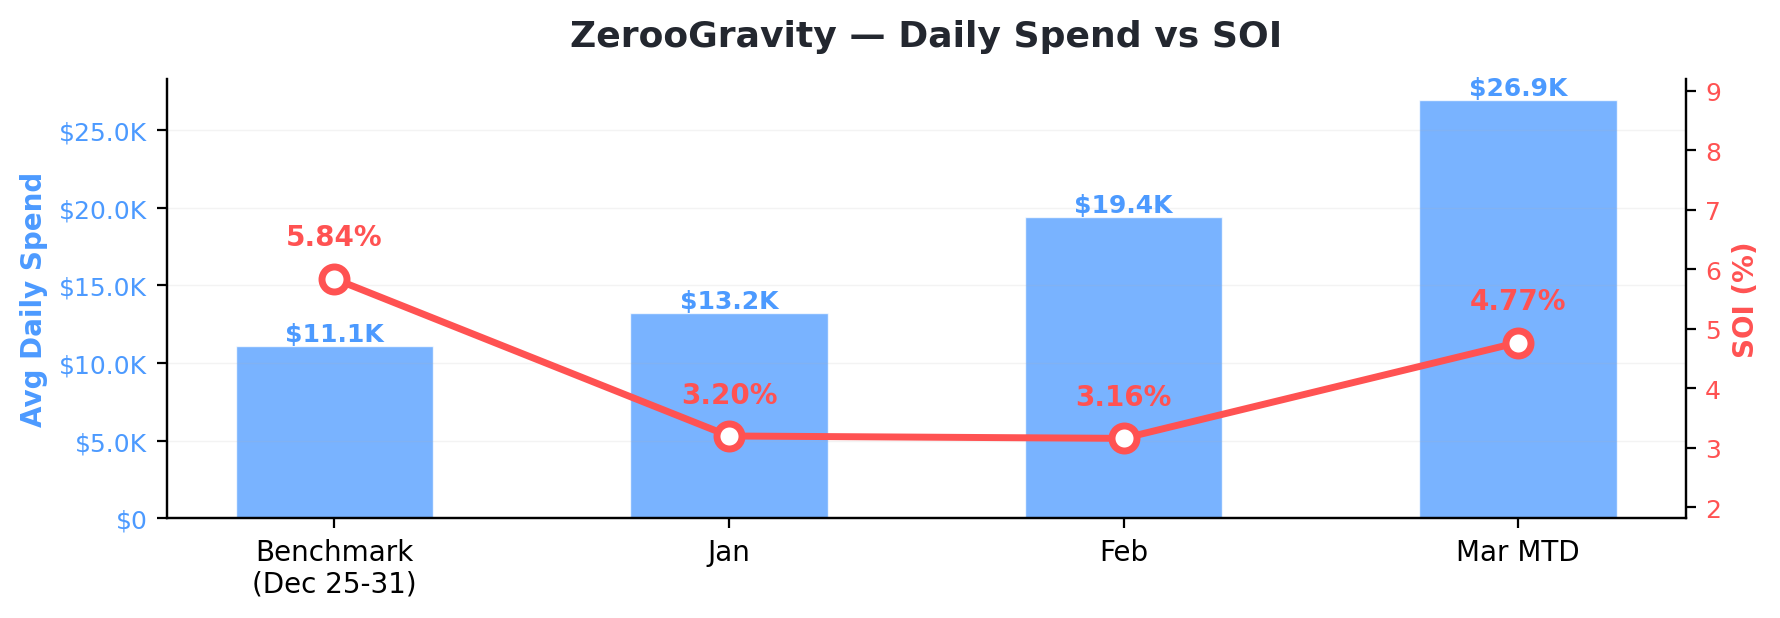 ZerooGravity — Daily Spend vs SOI
Avg Daily Spend
$25.0K
$20.0K
$15.0K
$10.0K
$5.0K
$0
$11.1K
$13.2K
$19.4K
$26.9K
5.84%
3.20%
3.16%
4.77%
9
8
7
6
5
4
3
2
SOI (%)
Benchmark
(Dec 25-31)
Jan
Feb
Mar MTD